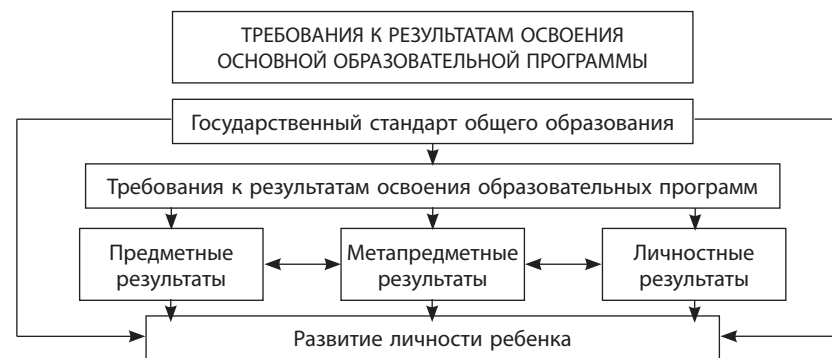 ТРЕБОВАНИЯ К РЕЗУЛЬТАТАМ ОСВОЕНИЯ
ОСНОВНОЙ ОБРАЗОВАТЕЛЬНОЙ ПРОГРАММЫ
Государственный стандарт общего образования
Требования к результатам освоения образовательных программ
Предметные
результаты
Метапредметные
результаты
Личностные
результаты
Развитие личности ребенка